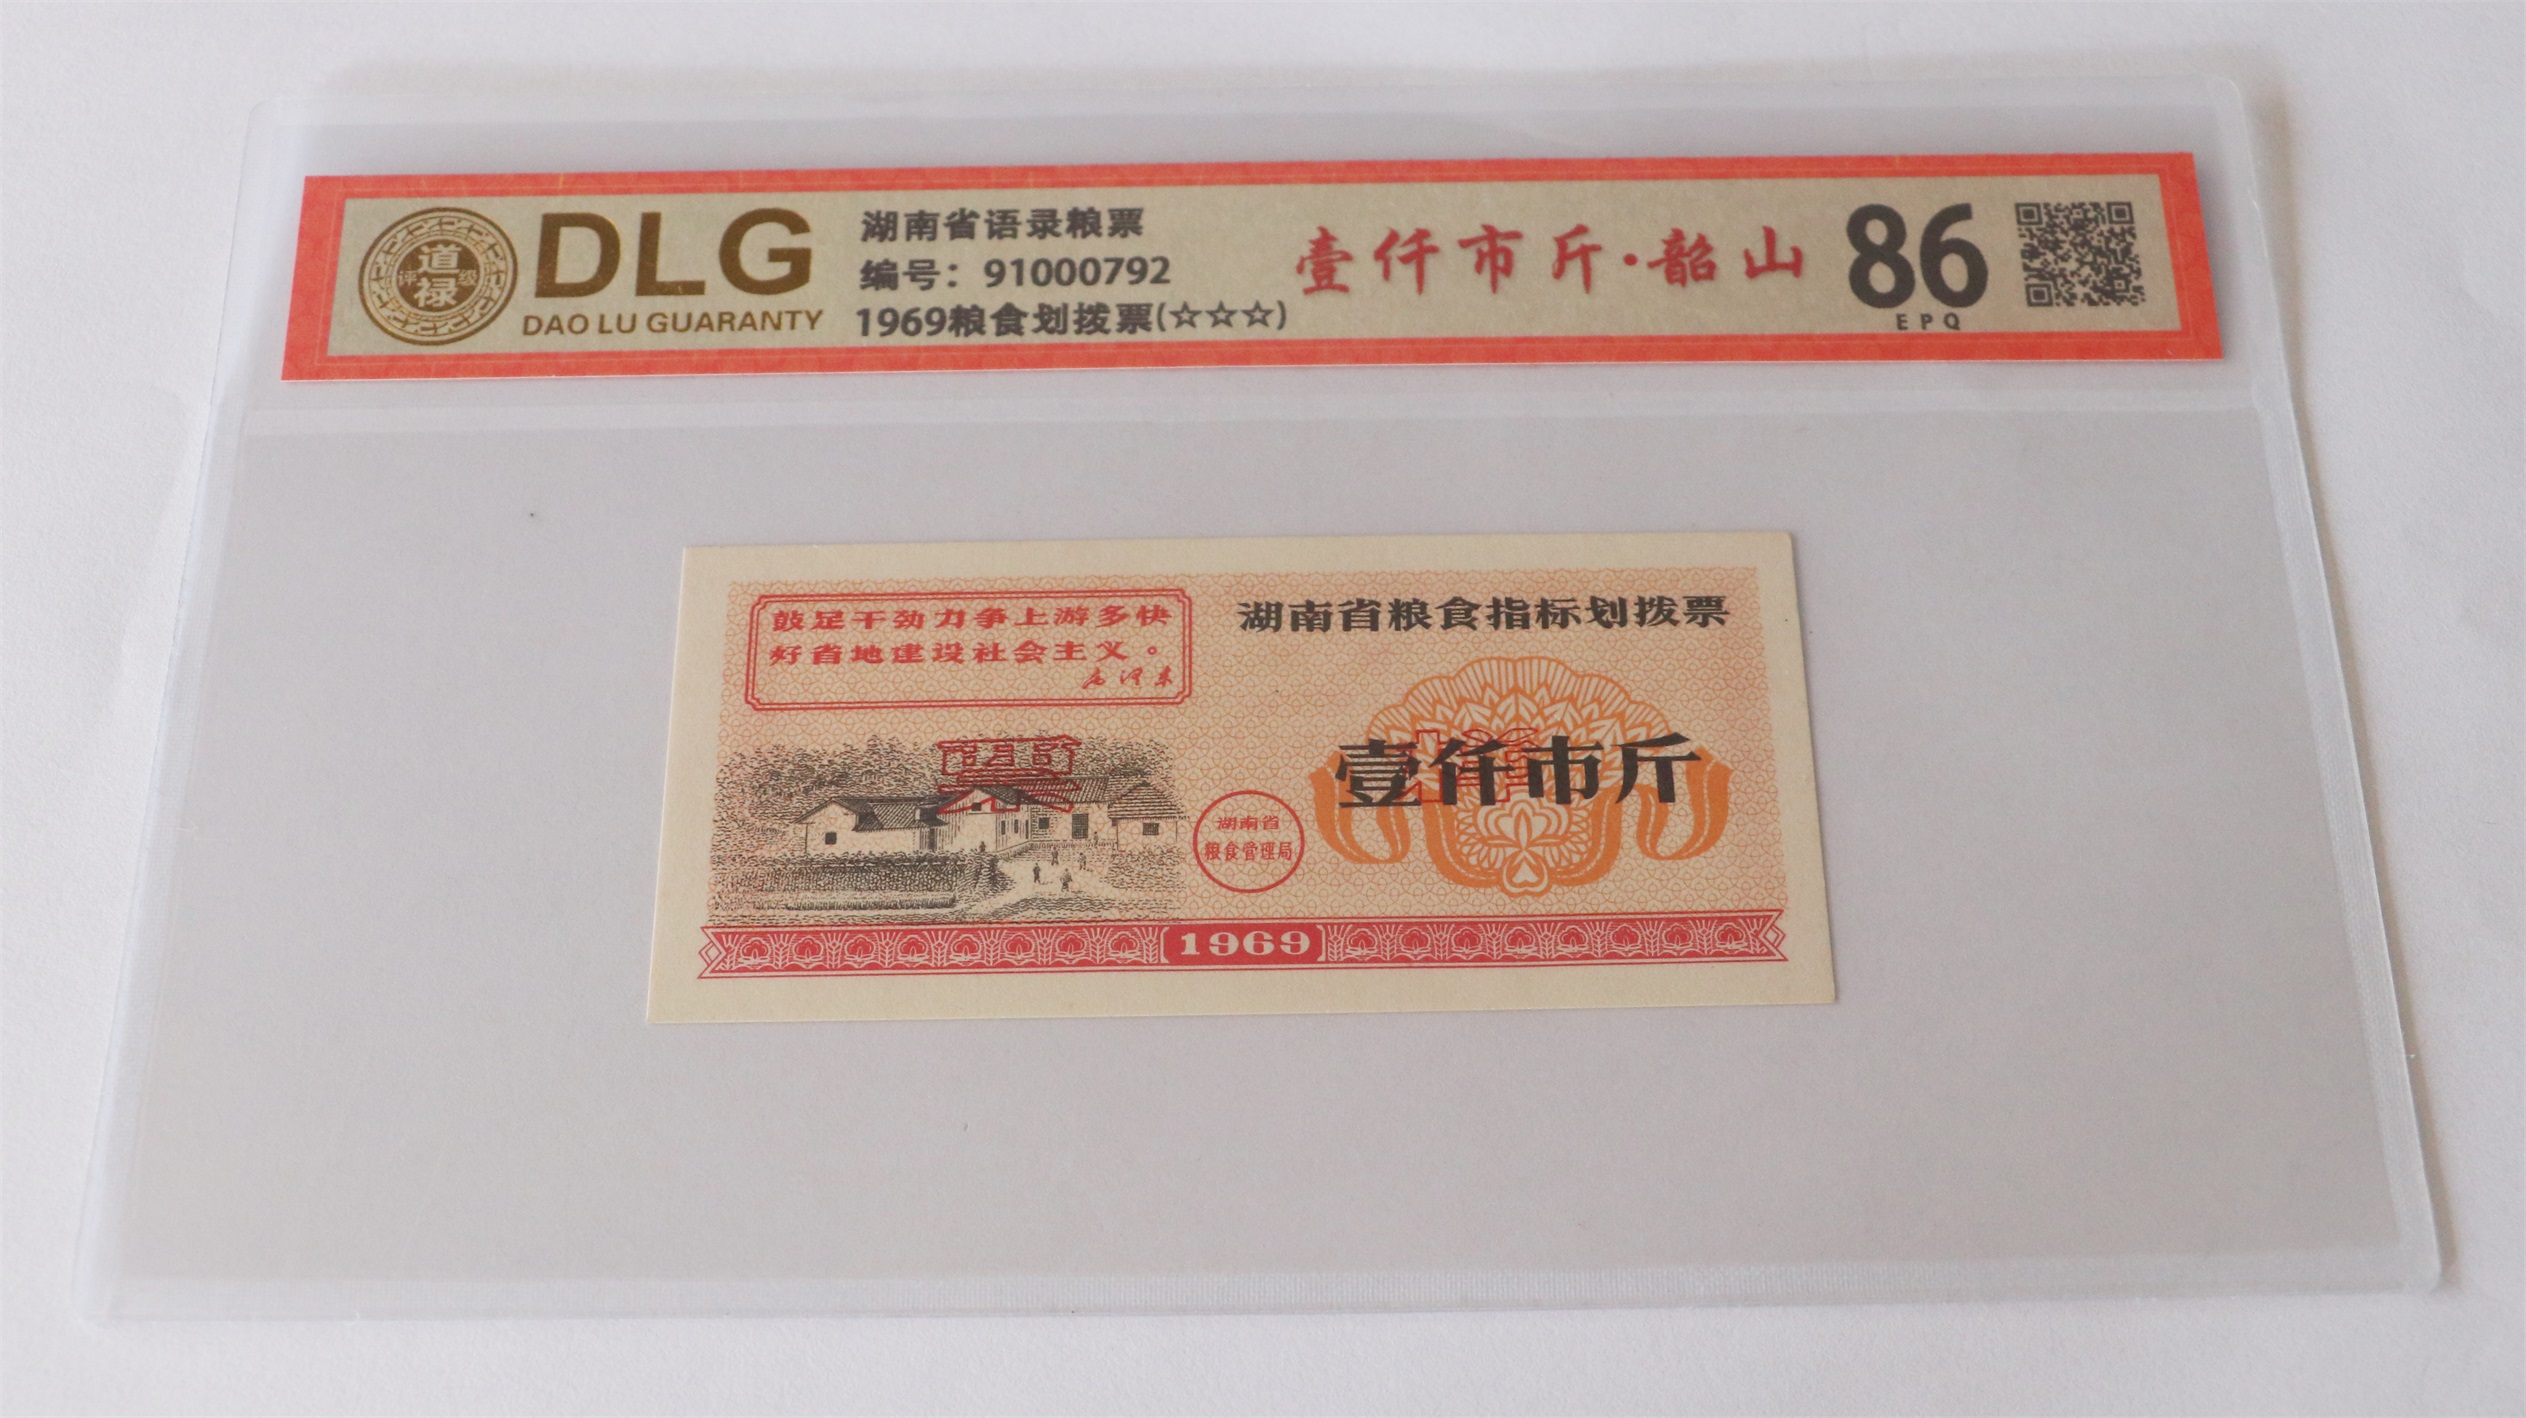 道禄
评级
DLG
DAO LU GUARANTY
湖南省语录粮票
编号：91000792
1969粮食划拨票(☆☆☆)
壹仟市斤·韶山
86
EPQ
鼓足干劲力争上游多快
好省地建设社会主义。
毛泽东
湖南省粮食指标划拨票
票样
壹仟市斤
湖南省
粮食管理局
1969